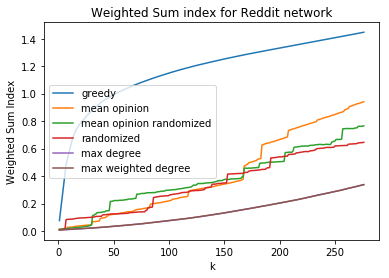 Weighted Sum index for Reddit network
1.4
1.2
1.0
0.8
0.6
0.4
0.2
0.0
Weighted Sum Index
greedy
mean opinion
mean opinion randomized
randomized
max degree
max weighted degree
0 50 100 150 200 250
k